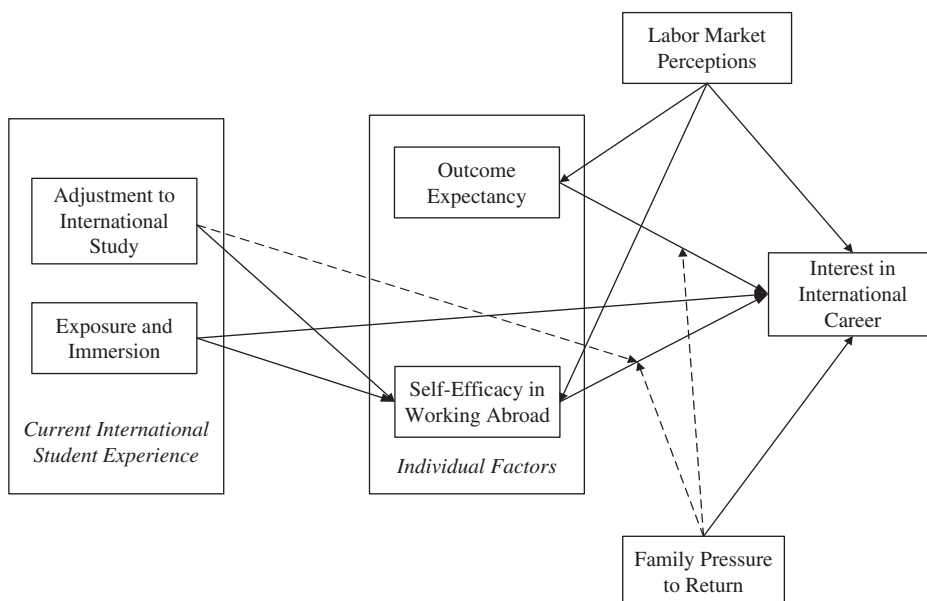 Labor Market
Perceptions
Adjustment to
International
Study
Exposure and
Immersion
Current International
Student Experience
Outcome
Expectancy
Self-Efficacy in
Working Abroad
Individual Factors
Interest in
International
Career
Family Pressure
to Return